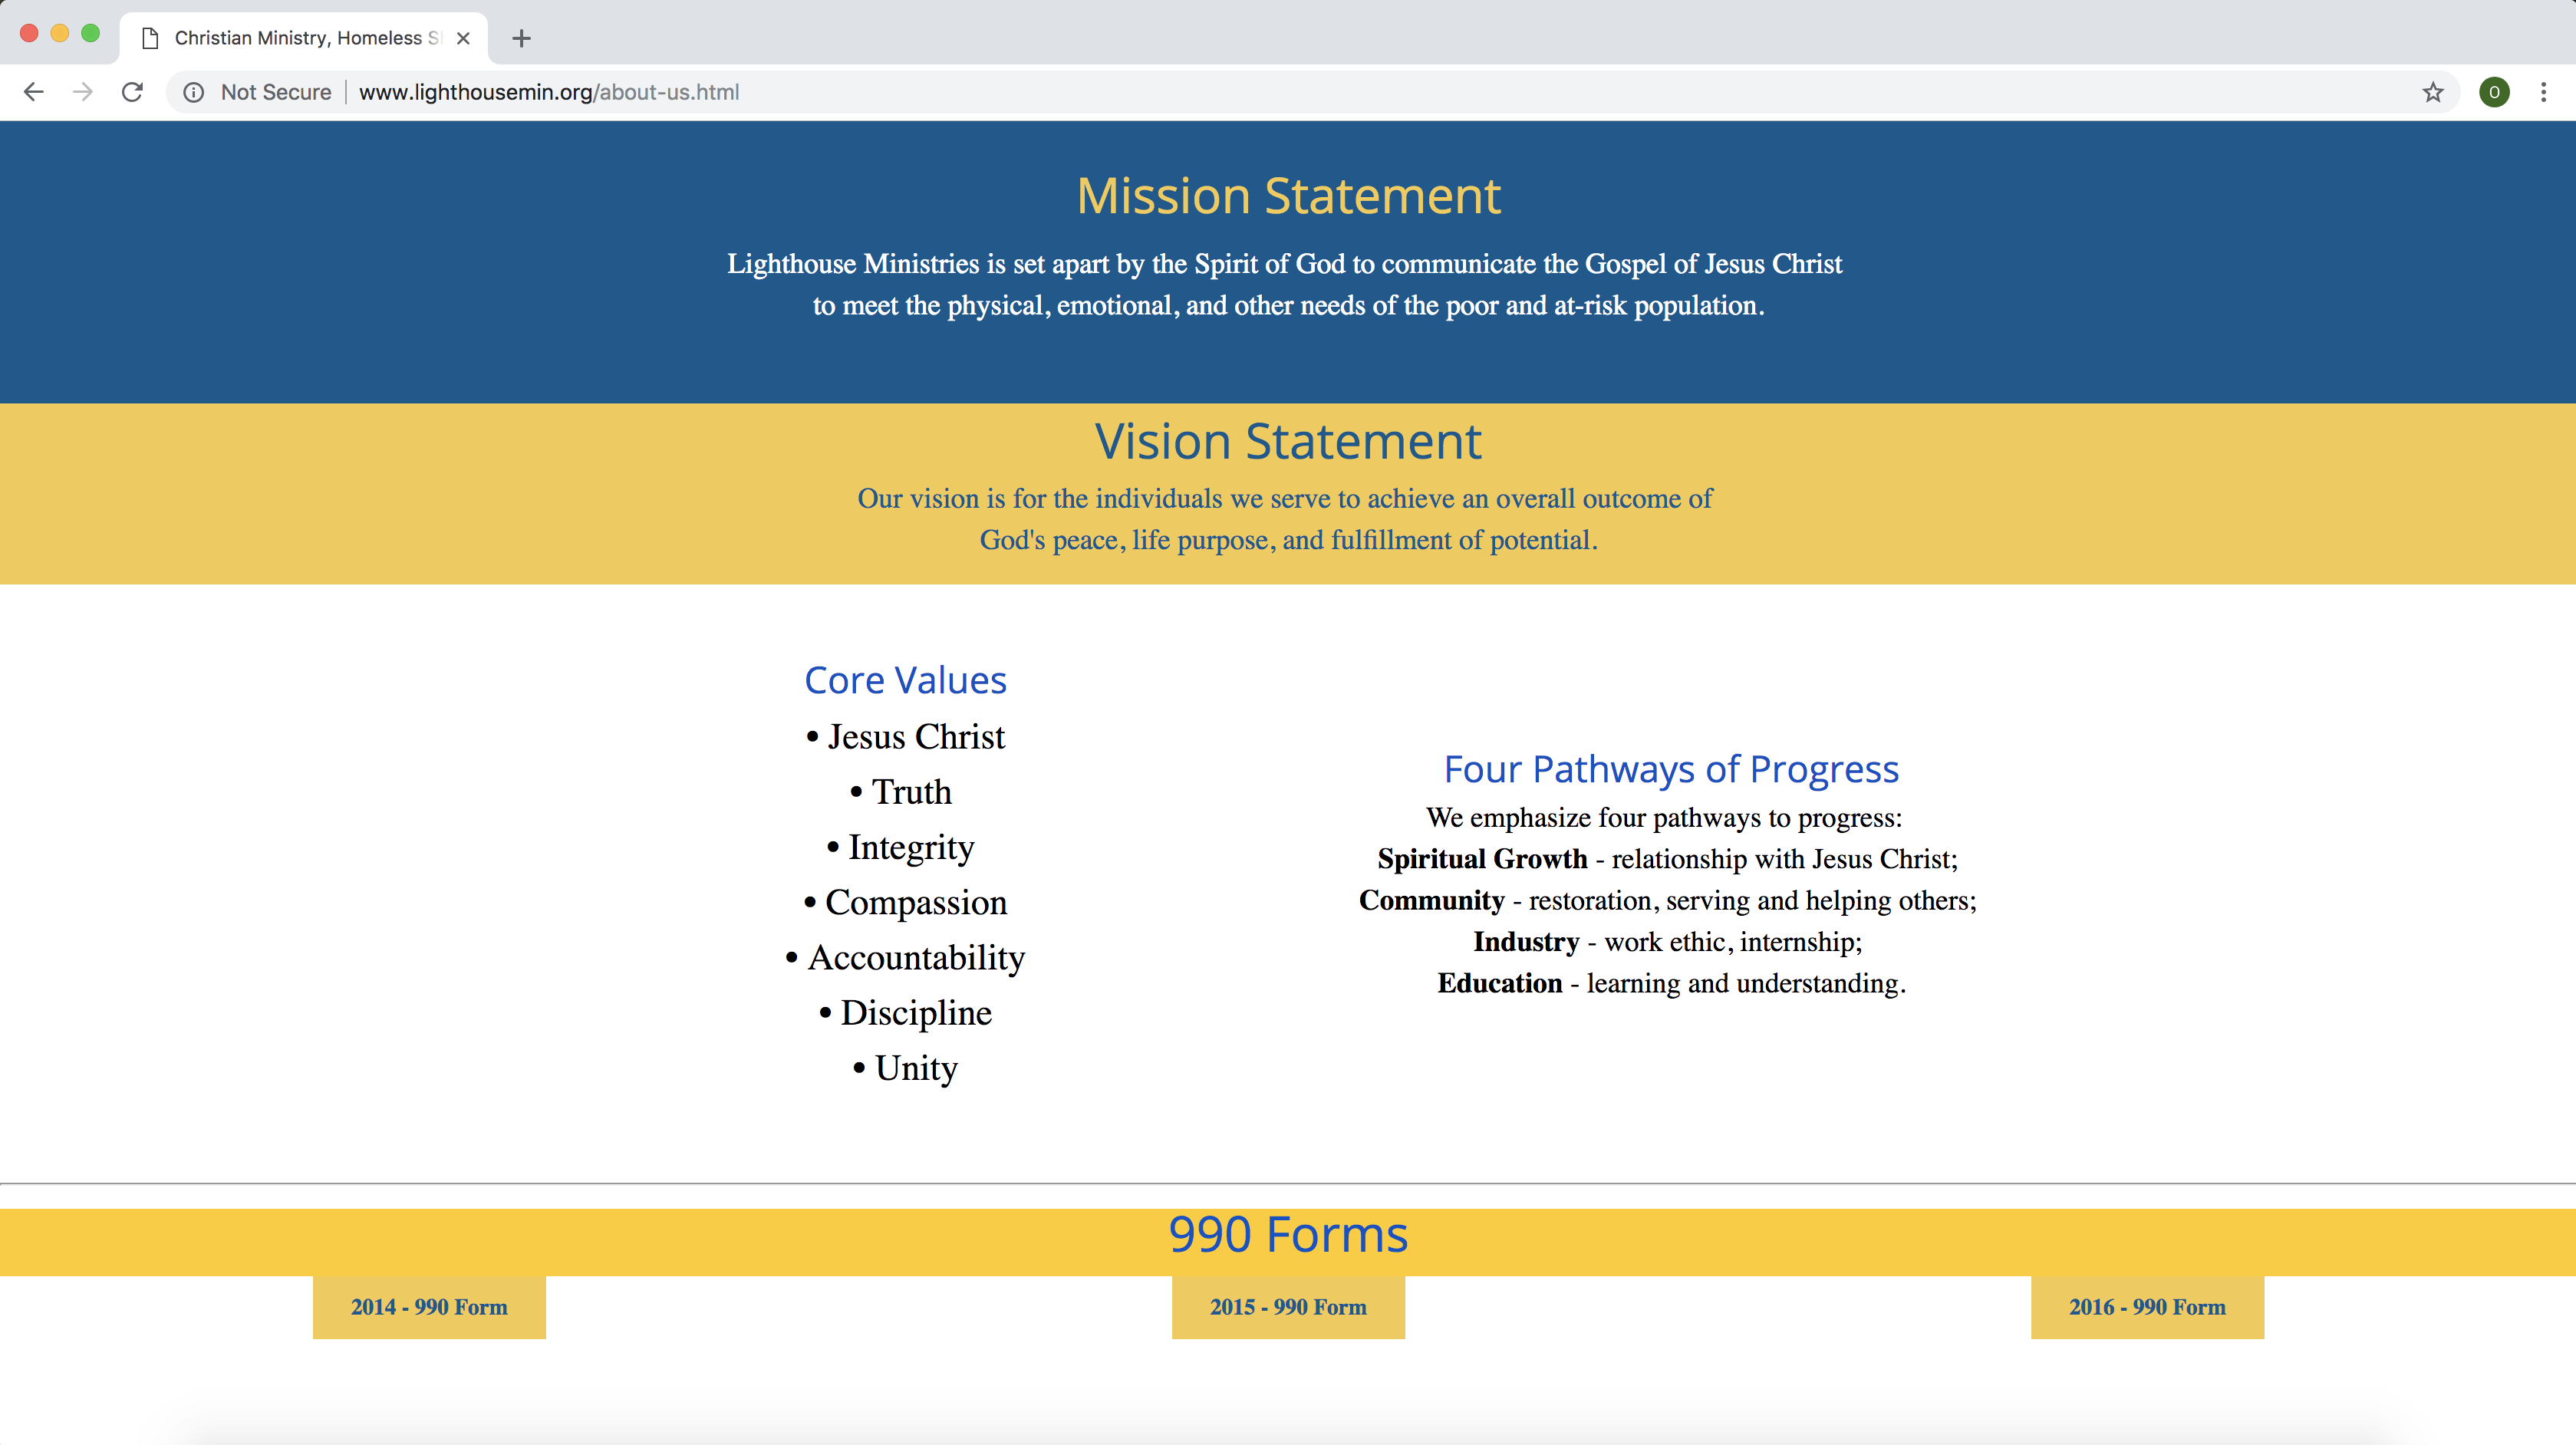 Christian Ministry, Homeless
Not Secure
www.lighthousemin.org/about-us.html
O
Mission Statement
Lighthouse Ministries is set apart by the Spirit of God to communicate the Gospel of Jesus Christ
to meet the physical, emotional, and other needs of the poor and at-risk population.
Vision Statement
Our vision is for the individuals we serve to achieve an overall outcome of
God's peace, life purpose, and fulfillment of potential.
Core Values
• Jesus Christ
• Truth
• Integrity
• Compassion
• Accountability
• Discipline
• Unity
Four Pathways of Progress
We emphasize four pathways to progress:
Spiritual Growth - relationship with Jesus Christ;
Community - restoration, serving and helping others;
Industry - work ethic, internship;
Education - learning and understanding.
990 Forms
2014 - 990 Form
2015 - 990 Form
2016 - 990 Form